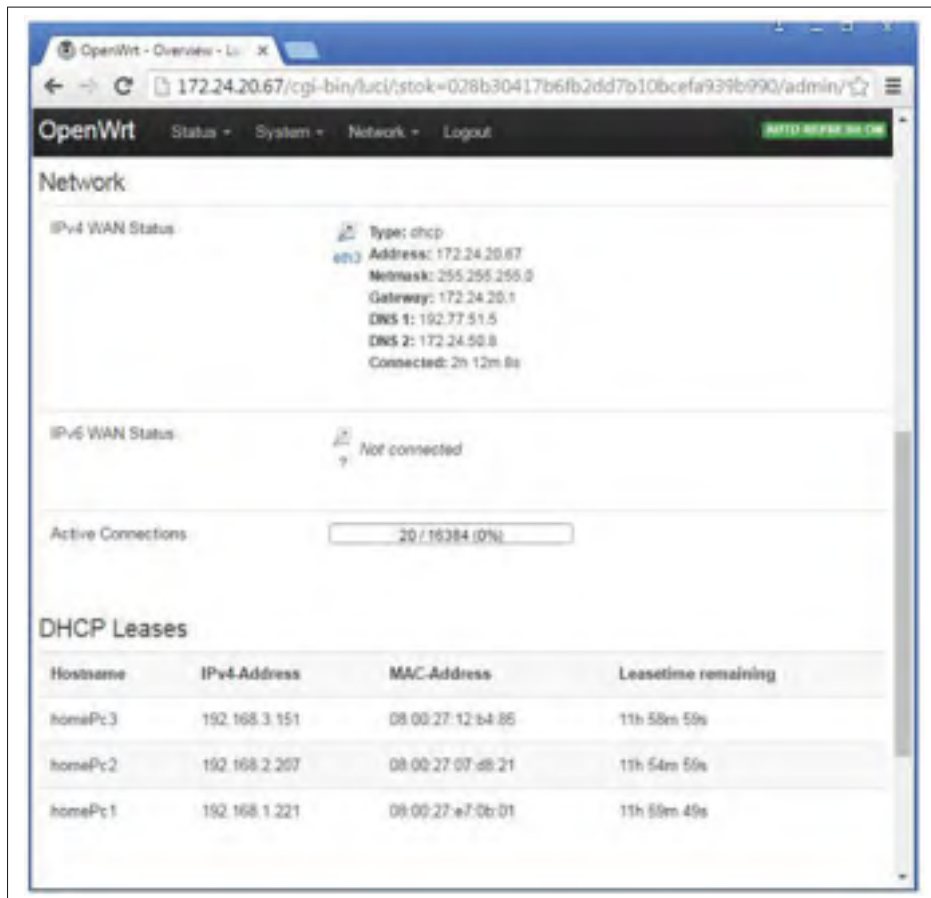 OpenWrt - Overview - Lu
172.24.20.67/cgi-bin/luci/;stok=028b30417b6fb2dd7b10bcefa939b990/admin/
OpenWrt Status System Network Logout AUTO REFRESH ON
Network
IPv4 WAN Status
Type: dhcp
eth3 Address: 172.24.20.67
Netmask: 255.255.255.0
Gateway: 172.24.20.1
DNS 1: 192.77.51.5
DNS 2: 172.24.50.8
Connected: 2h 12m 8s
IPv6 WAN Status
? Not connected
Active Connections 20 / 16384 (0%)
DHCP Leases
Hostname IPv4-Address MAC-Address Leasetime remaining
homePc3 192.168.3.151 08:00:27:12:b4:85 11h 58m 59s
homePc2 192.168.2.207 08:00:27:07:d8:21 11h 54m 59s
homePc1 192.168.1.221 08:00:27:e7:0b:01 11h 59m 49s